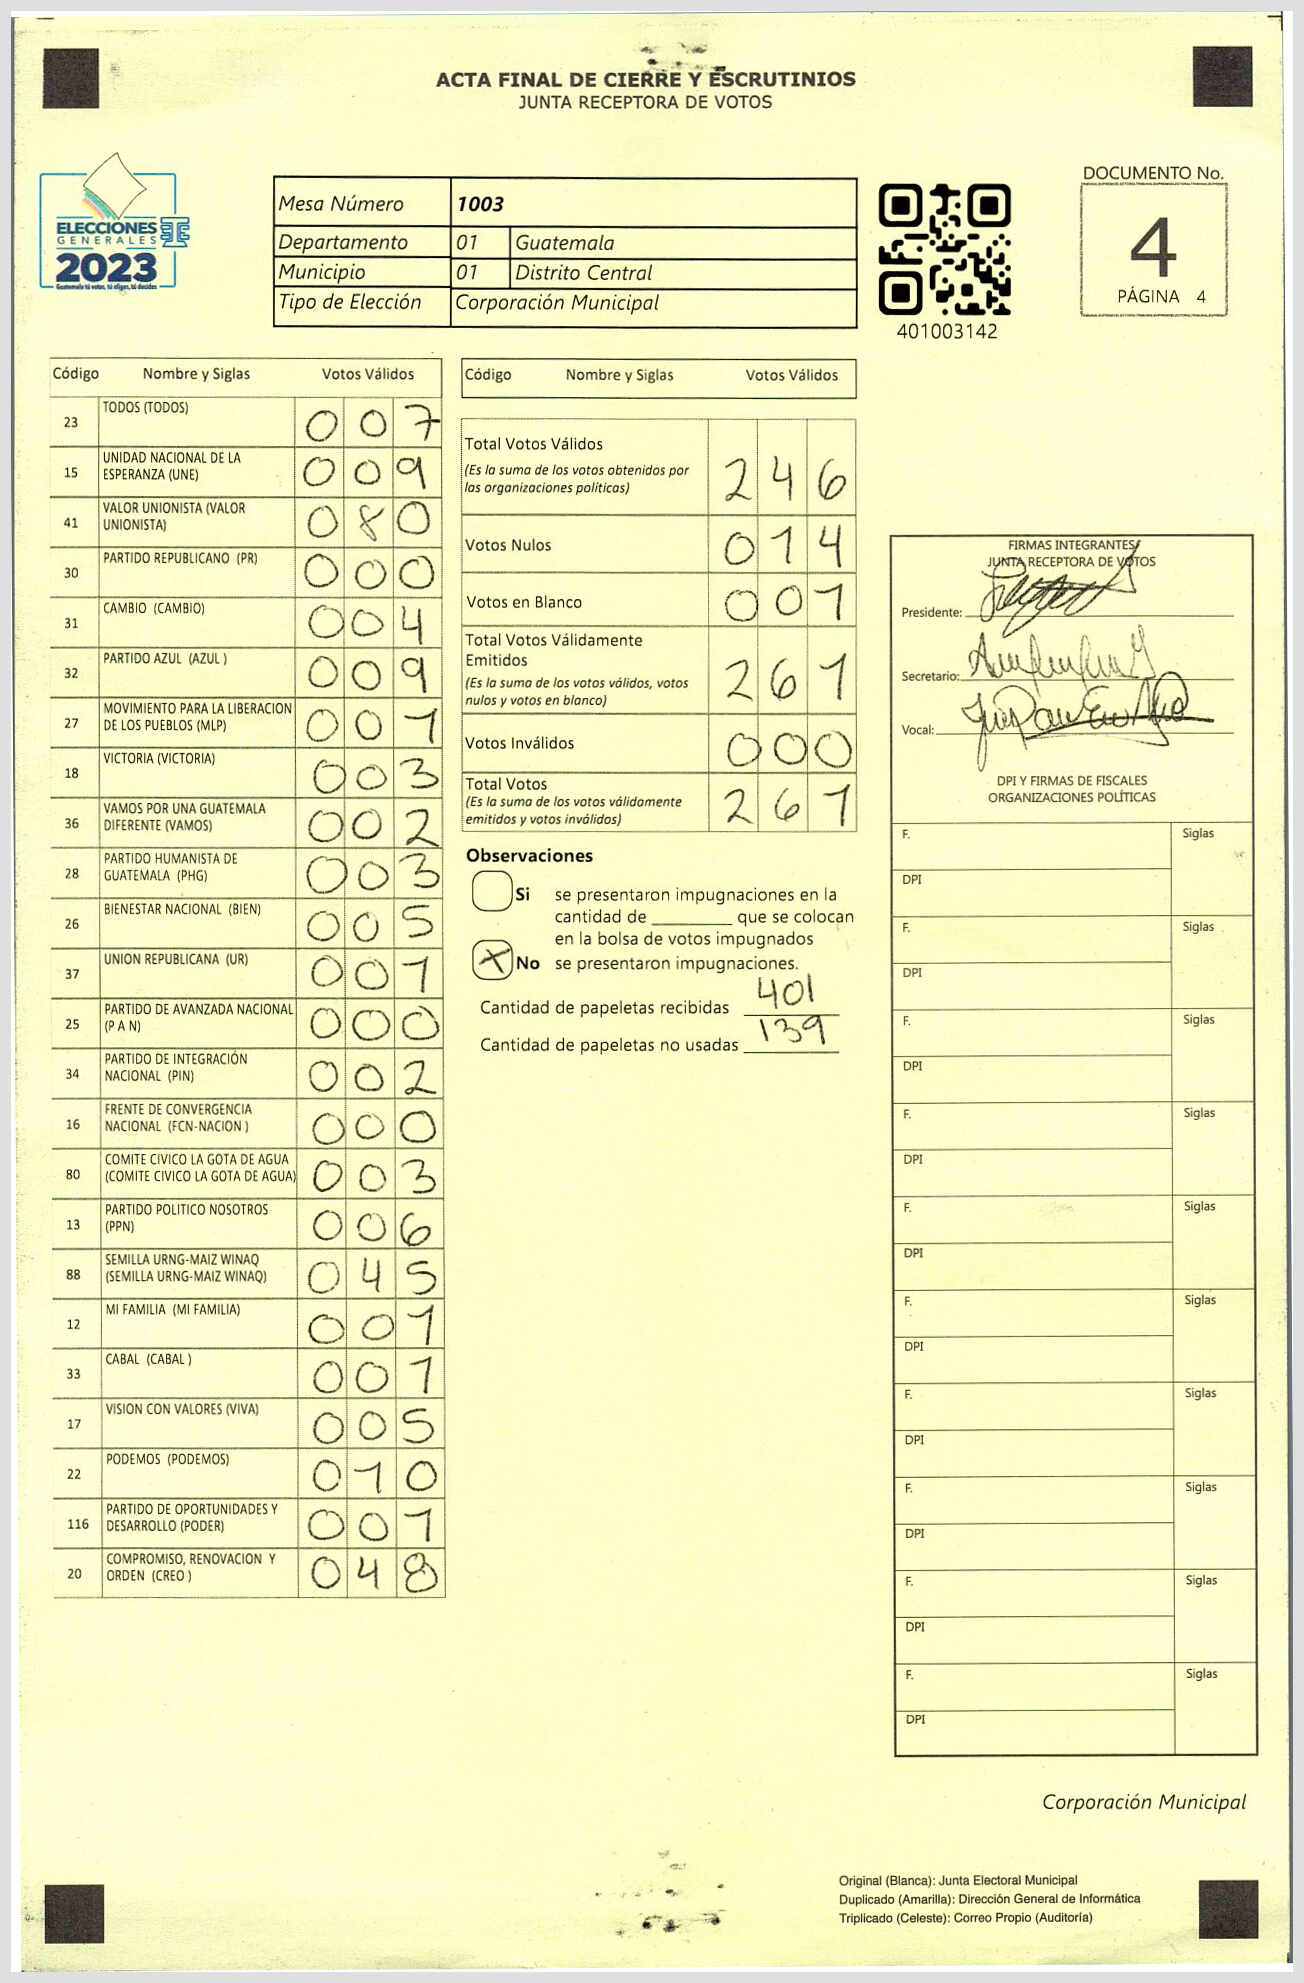 ACTA FINAL DE CIERRE Y ESCRUTINIOS
JUNTA RECEPTORA DE VOTOS
ELECCIONES
GENERALES
2023
Guatemala tú votas, tú eliges, tú decides
Mesa Número 1003
Departamento 01 Guatemala
Municipio 01 Distrito Central
Tipo de Elección Corporación Municipal
401003142
DOCUMENTO No.
4
PÁGINA 4
Código Nombre y Siglas Votos Válidos
23 TODOS (TODOS) 007
15 UNIDAD NACIONAL DE LA
ESPERANZA (UNE) 009
41 VALOR UNIONISTA (VALOR
UNIONISTA) 080
30 PARTIDO REPUBLICANO (PR) 000
31 CAMBIO (CAMBIO) 004
32 PARTIDO AZUL (AZUL ) 009
27 MOVIMIENTO PARA LA LIBERACION
DE LOS PUEBLOS (MLP) 001
18 VICTORIA (VICTORIA) 003
36 VAMOS POR UNA GUATEMALA
DIFERENTE (VAMOS) 002
28 PARTIDO HUMANISTA DE
GUATEMALA (PHG) 003
26 BIENESTAR NACIONAL (BIEN) 005
37 UNION REPUBLICANA (UR) 001
25 PARTIDO DE AVANZADA NACIONAL
(P A N) 000
34 PARTIDO DE INTEGRACIÓN
NACIONAL (PIN) 002
16 FRENTE DE CONVERGENCIA
NACIONAL (FCN-NACION ) 000
80 COMITE CIVICO LA GOTA DE AGUA
(COMITE CIVICO LA GOTA DE AGUA) 003
13 PARTIDO POLITICO NOSOTROS
(PPN) 006
88 SEMILLA URNG-MAIZ WINAQ
(SEMILLA URNG-MAIZ WINAQ) 045
12 MI FAMILIA (MI FAMILIA) 001
33 CABAL (CABAL ) 001
17 VISION CON VALORES (VIVA) 005
22 PODEMOS (PODEMOS) 010
116 PARTIDO DE OPORTUNIDADES Y
DESARROLLO (PODER) 001
20 COMPROMISO, RENOVACION Y
ORDEN (CREO ) 048
Código Nombre y Siglas Votos Válidos
Total Votos Válidos
(Es la suma de los votos obtenidos por
las organizaciones políticas) 246
Votos Nulos 014
Votos en Blanco 001
Total Votos Válidamente
Emitidos
(Es la suma de los votos válidos, votos
nulos y votos en blanco) 261
Votos Inválidos 000
Total Votos
(Es la suma de los votos válidamente
emitidos y votos inválidos) 261
Observaciones
Si se presentaron impugnaciones en la
cantidad de ________ que se colocan
en la bolsa de votos impugnados
X No se presentaron impugnaciones.
Cantidad de papeletas recibidas 401
Cantidad de papeletas no usadas 139
FIRMAS INTEGRANTES
JUNTA RECEPTORA DE VOTOS
Presidente:
Secretario:
Vocal:
DPI Y FIRMAS DE FISCALES
ORGANIZACIONES POLÍTICAS
F. Siglas
DPI
F. Siglas
DPI
F. Siglas
DPI
F. Siglas
DPI
F. Siglas
DPI
F. Siglas
DPI
F. Siglas
DPI
F. Siglas
DPI
F. Siglas
DPI
F. Siglas
DPI
Corporación Municipal
Original (Blanca): Junta Electoral Municipal
Duplicado (Amarilla): Dirección General de Informática
Triplicado (Celeste): Correo Propio (Auditoría)